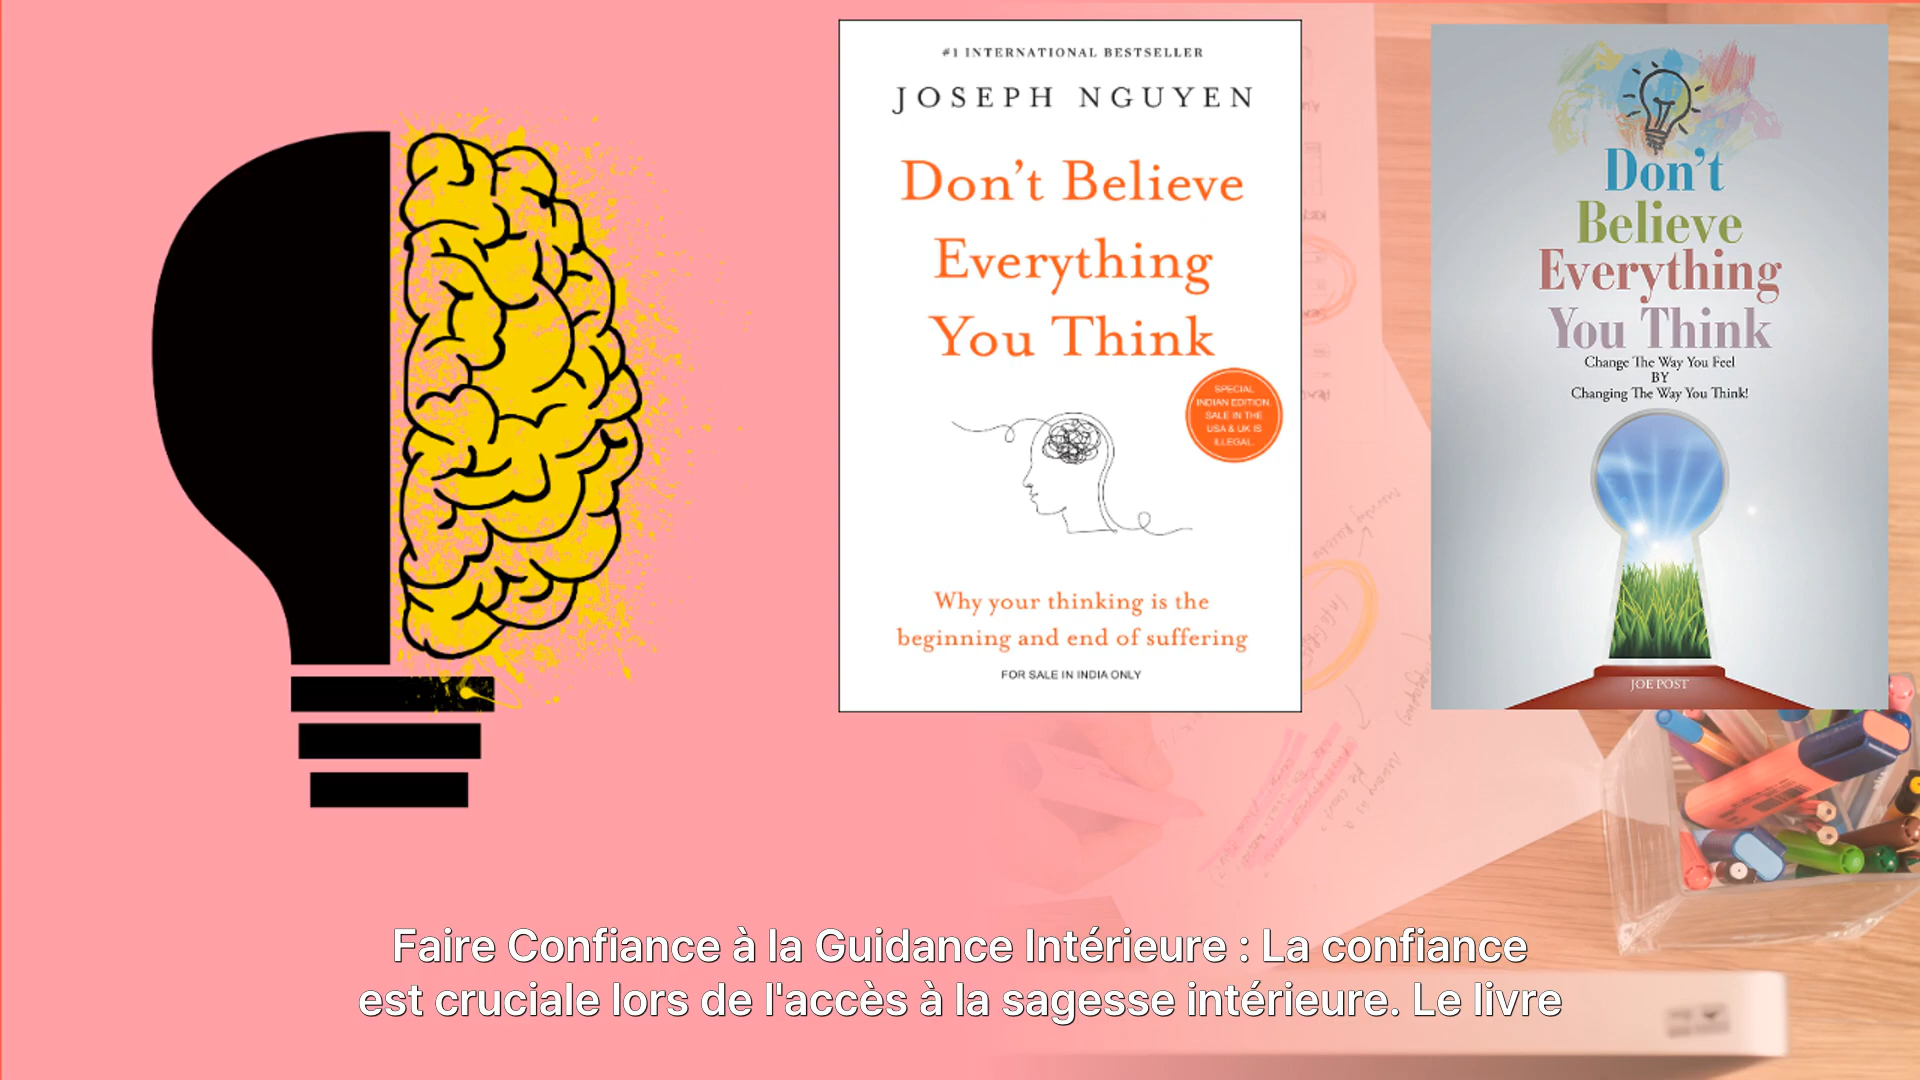 #1 INTERNATIONAL BESTSELLER
JOSEPH NGUYEN
Don't Believe
Everything
You Think
SPECIAL
INDIAN EDITION.
SALE IN THE
USA & UK IS
ILLEGAL
Why your thinking is the
beginning and end of suffering
FOR SALE IN INDIA ONLY
Don't
Believe
Everything
You Think
Change The Way You Feel
BY
Changing The Way You Think!
JOE POST
Faire Confiance à la Guidance Intérieure : La confiance
est cruciale lors de l'accès à la sagesse intérieure. Le livre